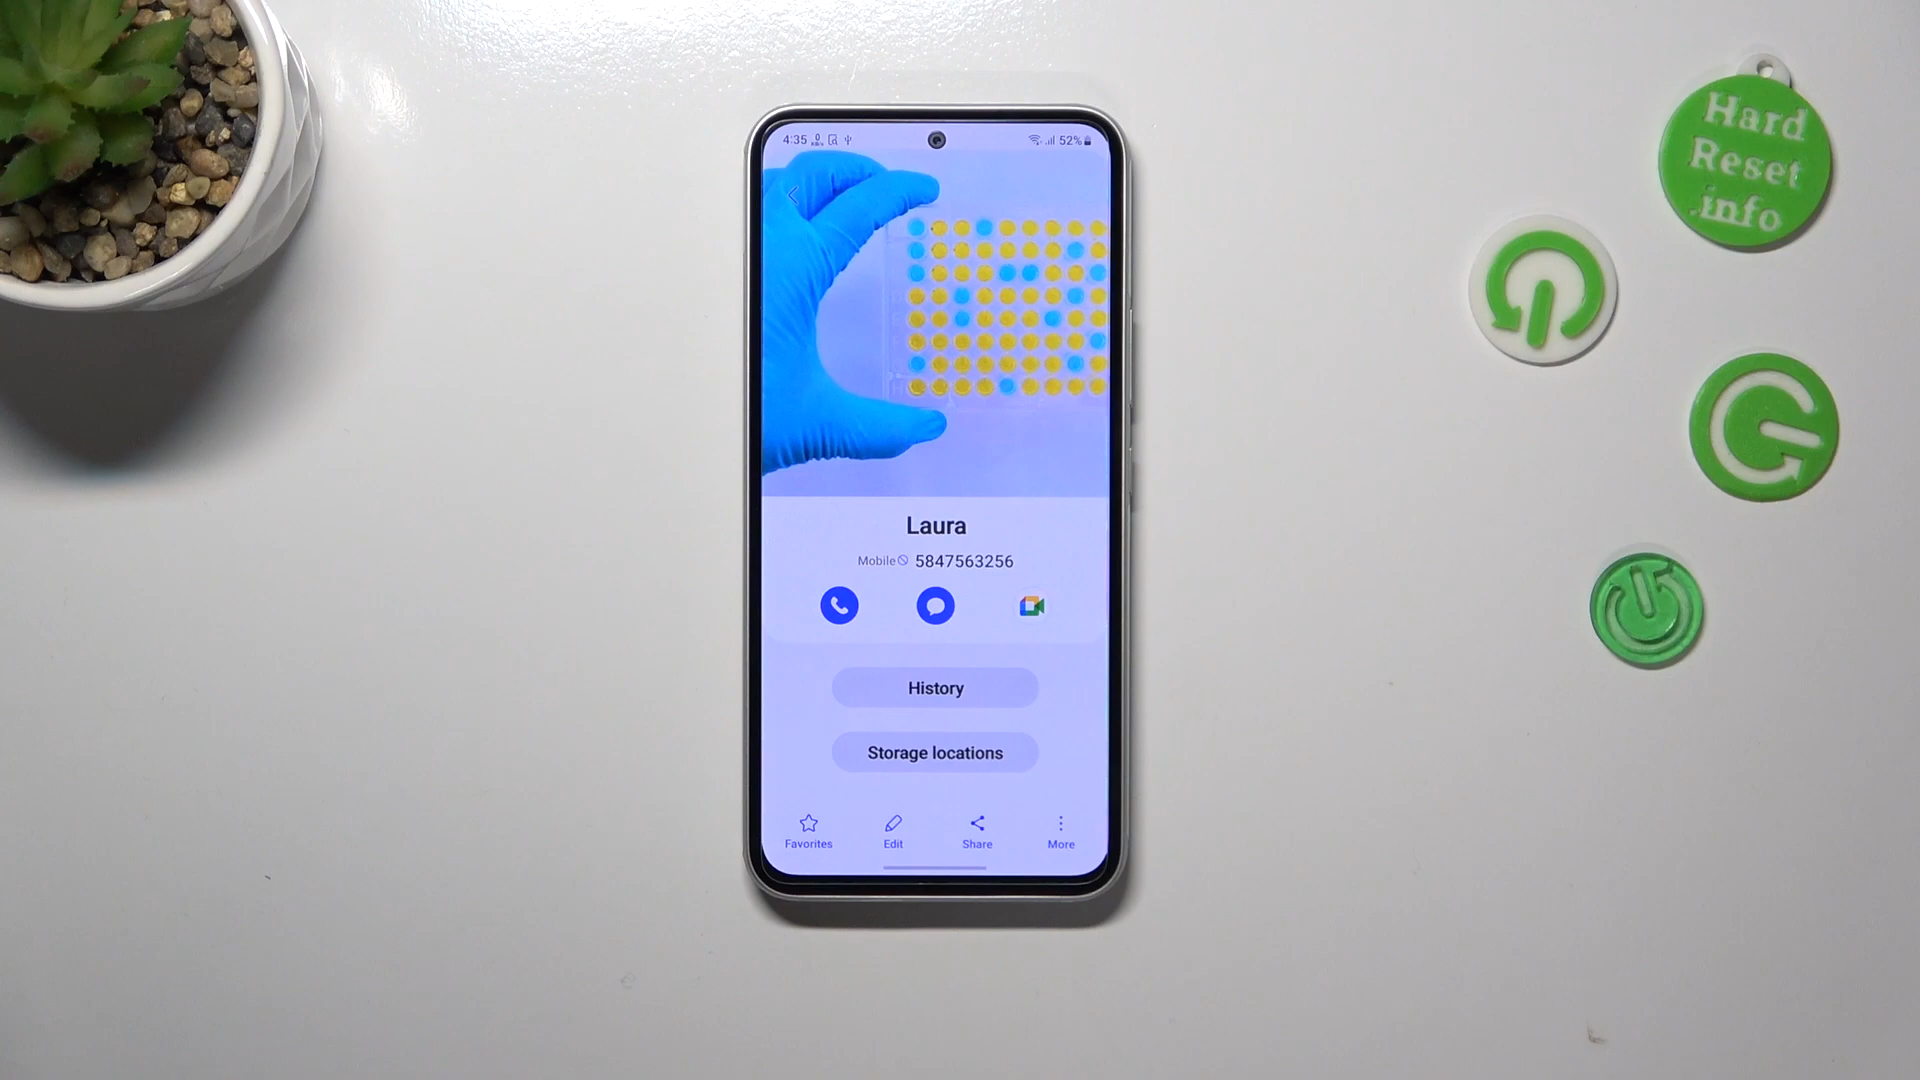 4:35
52%
Laura
Mobile 5847563256
History
Storage locations
Favorites Edit Share More
Hard
Reset
.info